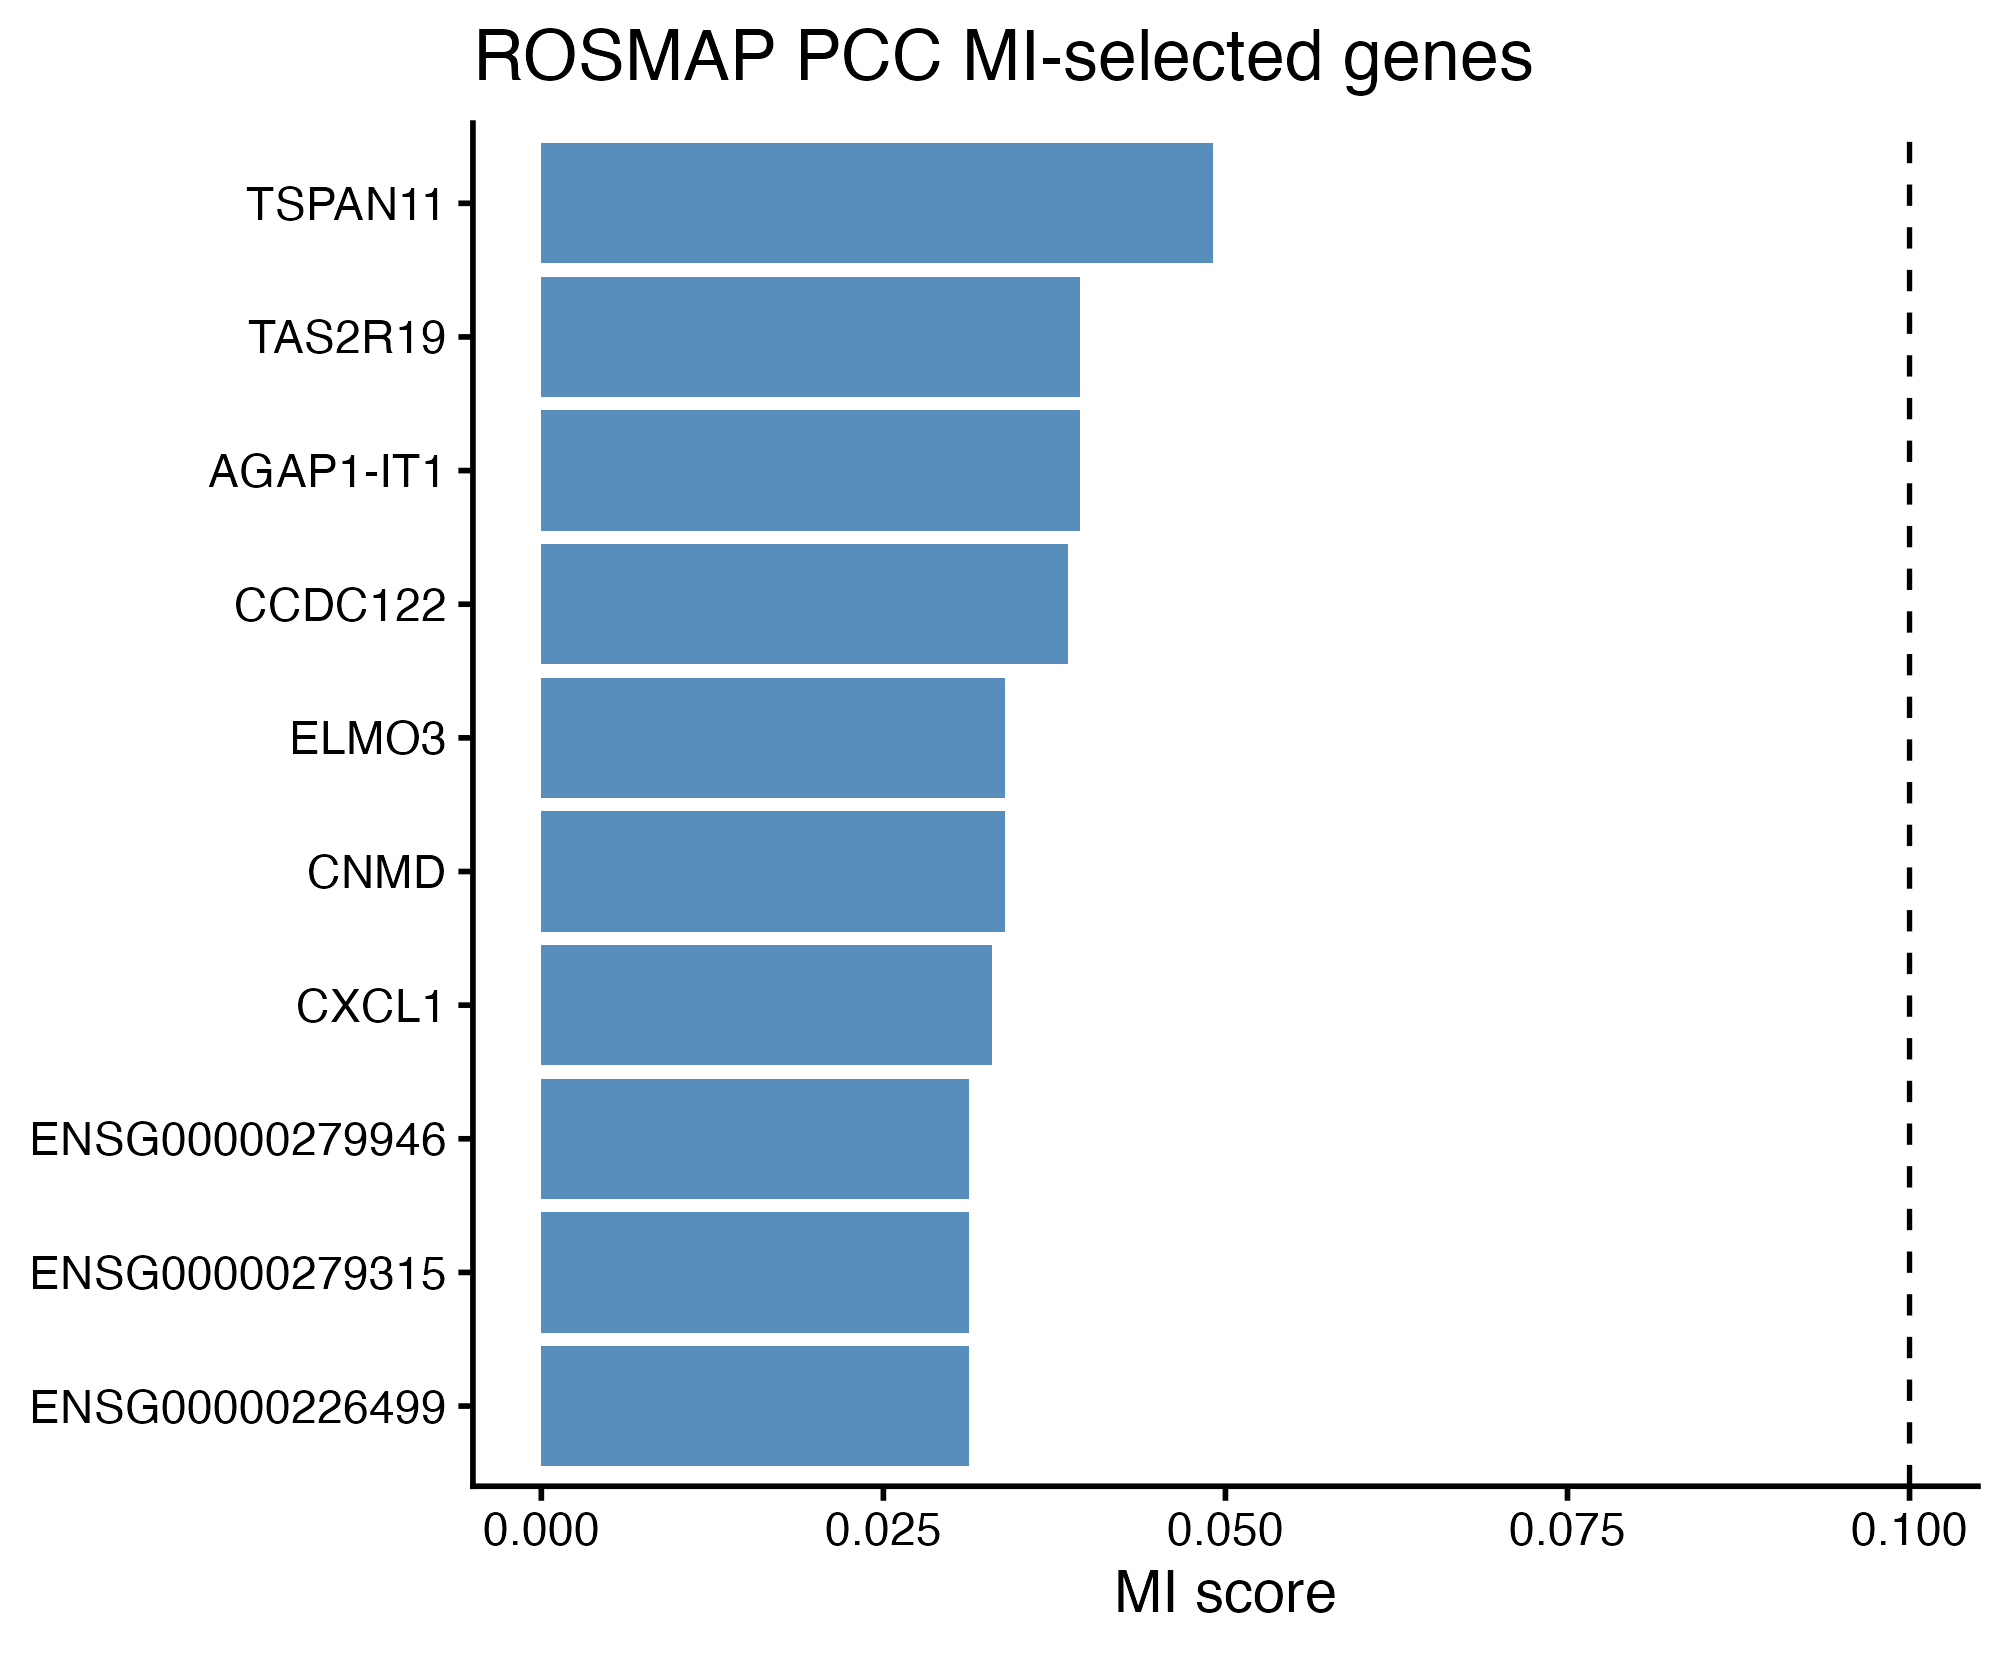 ROSMAP PCC MI-selected genes
TSPAN11
TAS2R19
AGAP1-IT1
CCDC122
ELMO3
CNMD
CXCL1
ENSG00000279946
ENSG00000279315
ENSG00000226499
0.000 0.025 0.050 0.075 0.100
MI score